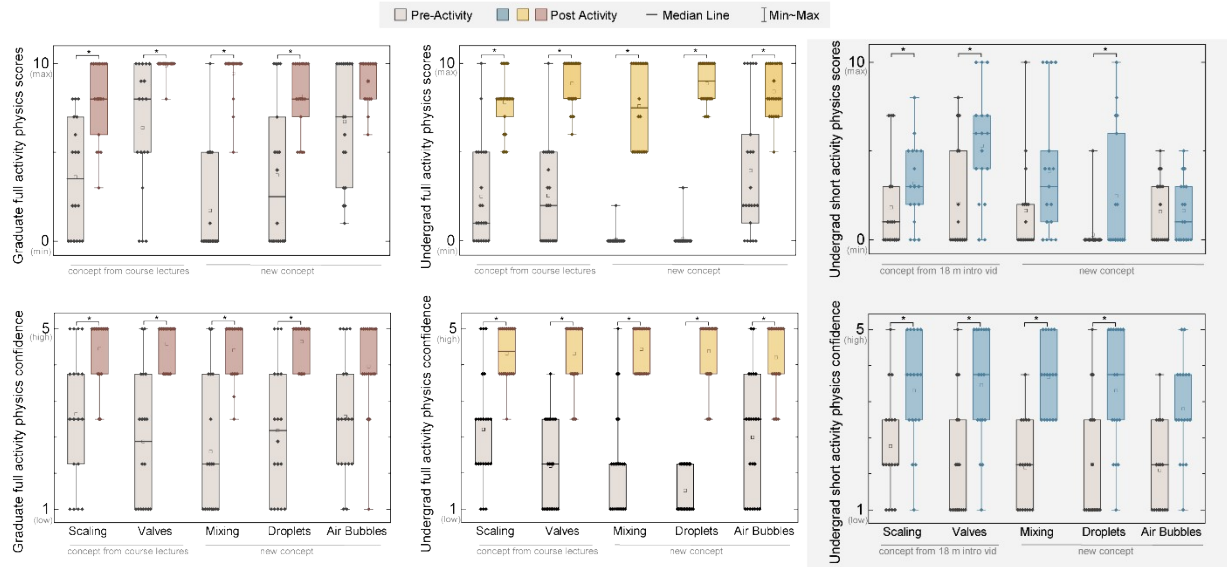 Pre-Activity Post Activity Median Line Min~Max
Graduate full activity physics scores
10
(max)
0
(min)
* * * *
concept from course lectures new concept
Undergrad full activity physics scores
10
(max)
0
(min)
* * * * *
concept from course lectures new concept
Undergrad short activity physics scores
10
(max)
0
(min)
* * *
concept from 18 m intro vid new concept
Graduate full activity physics confidence
5
(high)
1
(low)
* * * *
Scaling Valves Mixing Droplets Air Bubbles
concept from course lectures new concept
Undergrad full activity physics confidence
5
(high)
1
(low)
* * * * *
Scaling Valves Mixing Droplets Air Bubbles
concept from course lectures new concept
Undergrad short activity physics confidence
5
(high)
1
(low)
* * * *
Scaling Valves Mixing Droplets Air Bubbles
concept from 18 m intro vid new concept